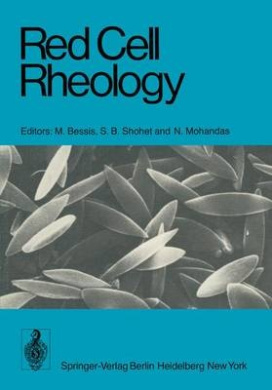 Red Cell
Rheology
Editors: M. Bessis, S. B. Shohet and N. Mohandas
Springer-Verlag Berlin Heidelberg New York